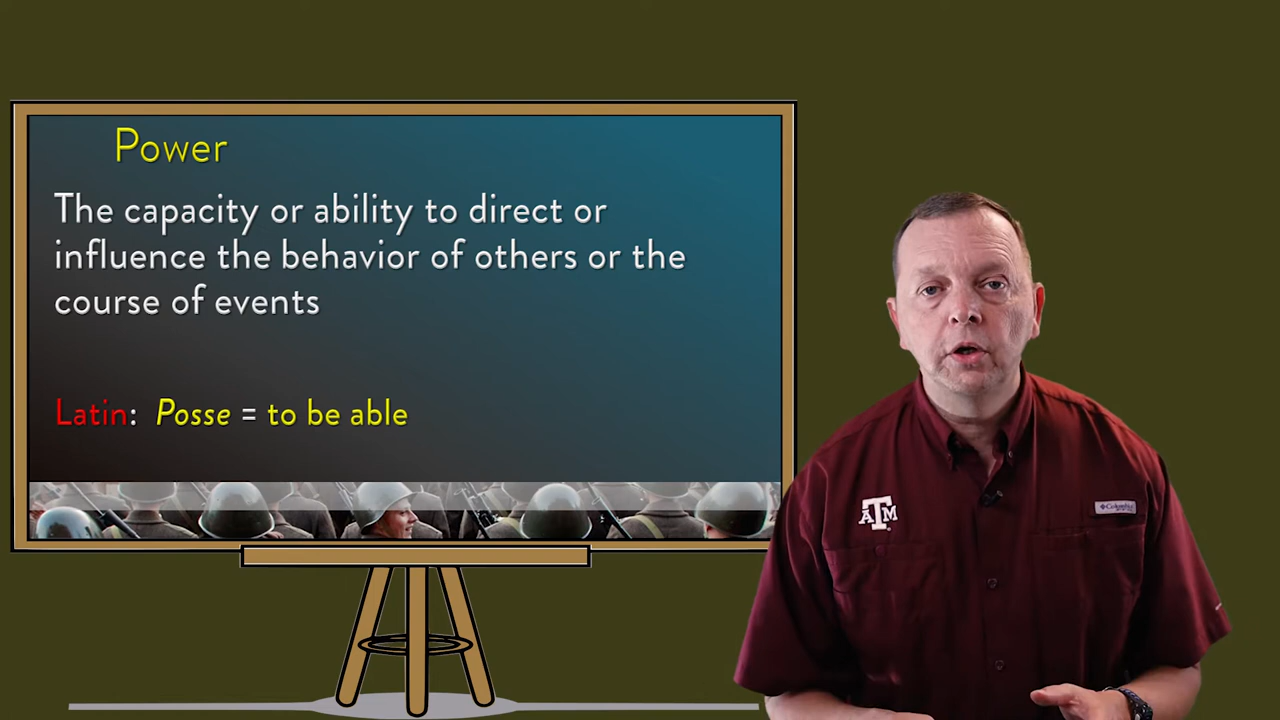 Power
The capacity or ability to direct or
influence the behavior of others or the
course of events
Latin: Posse = to be able
ATM
Columbia